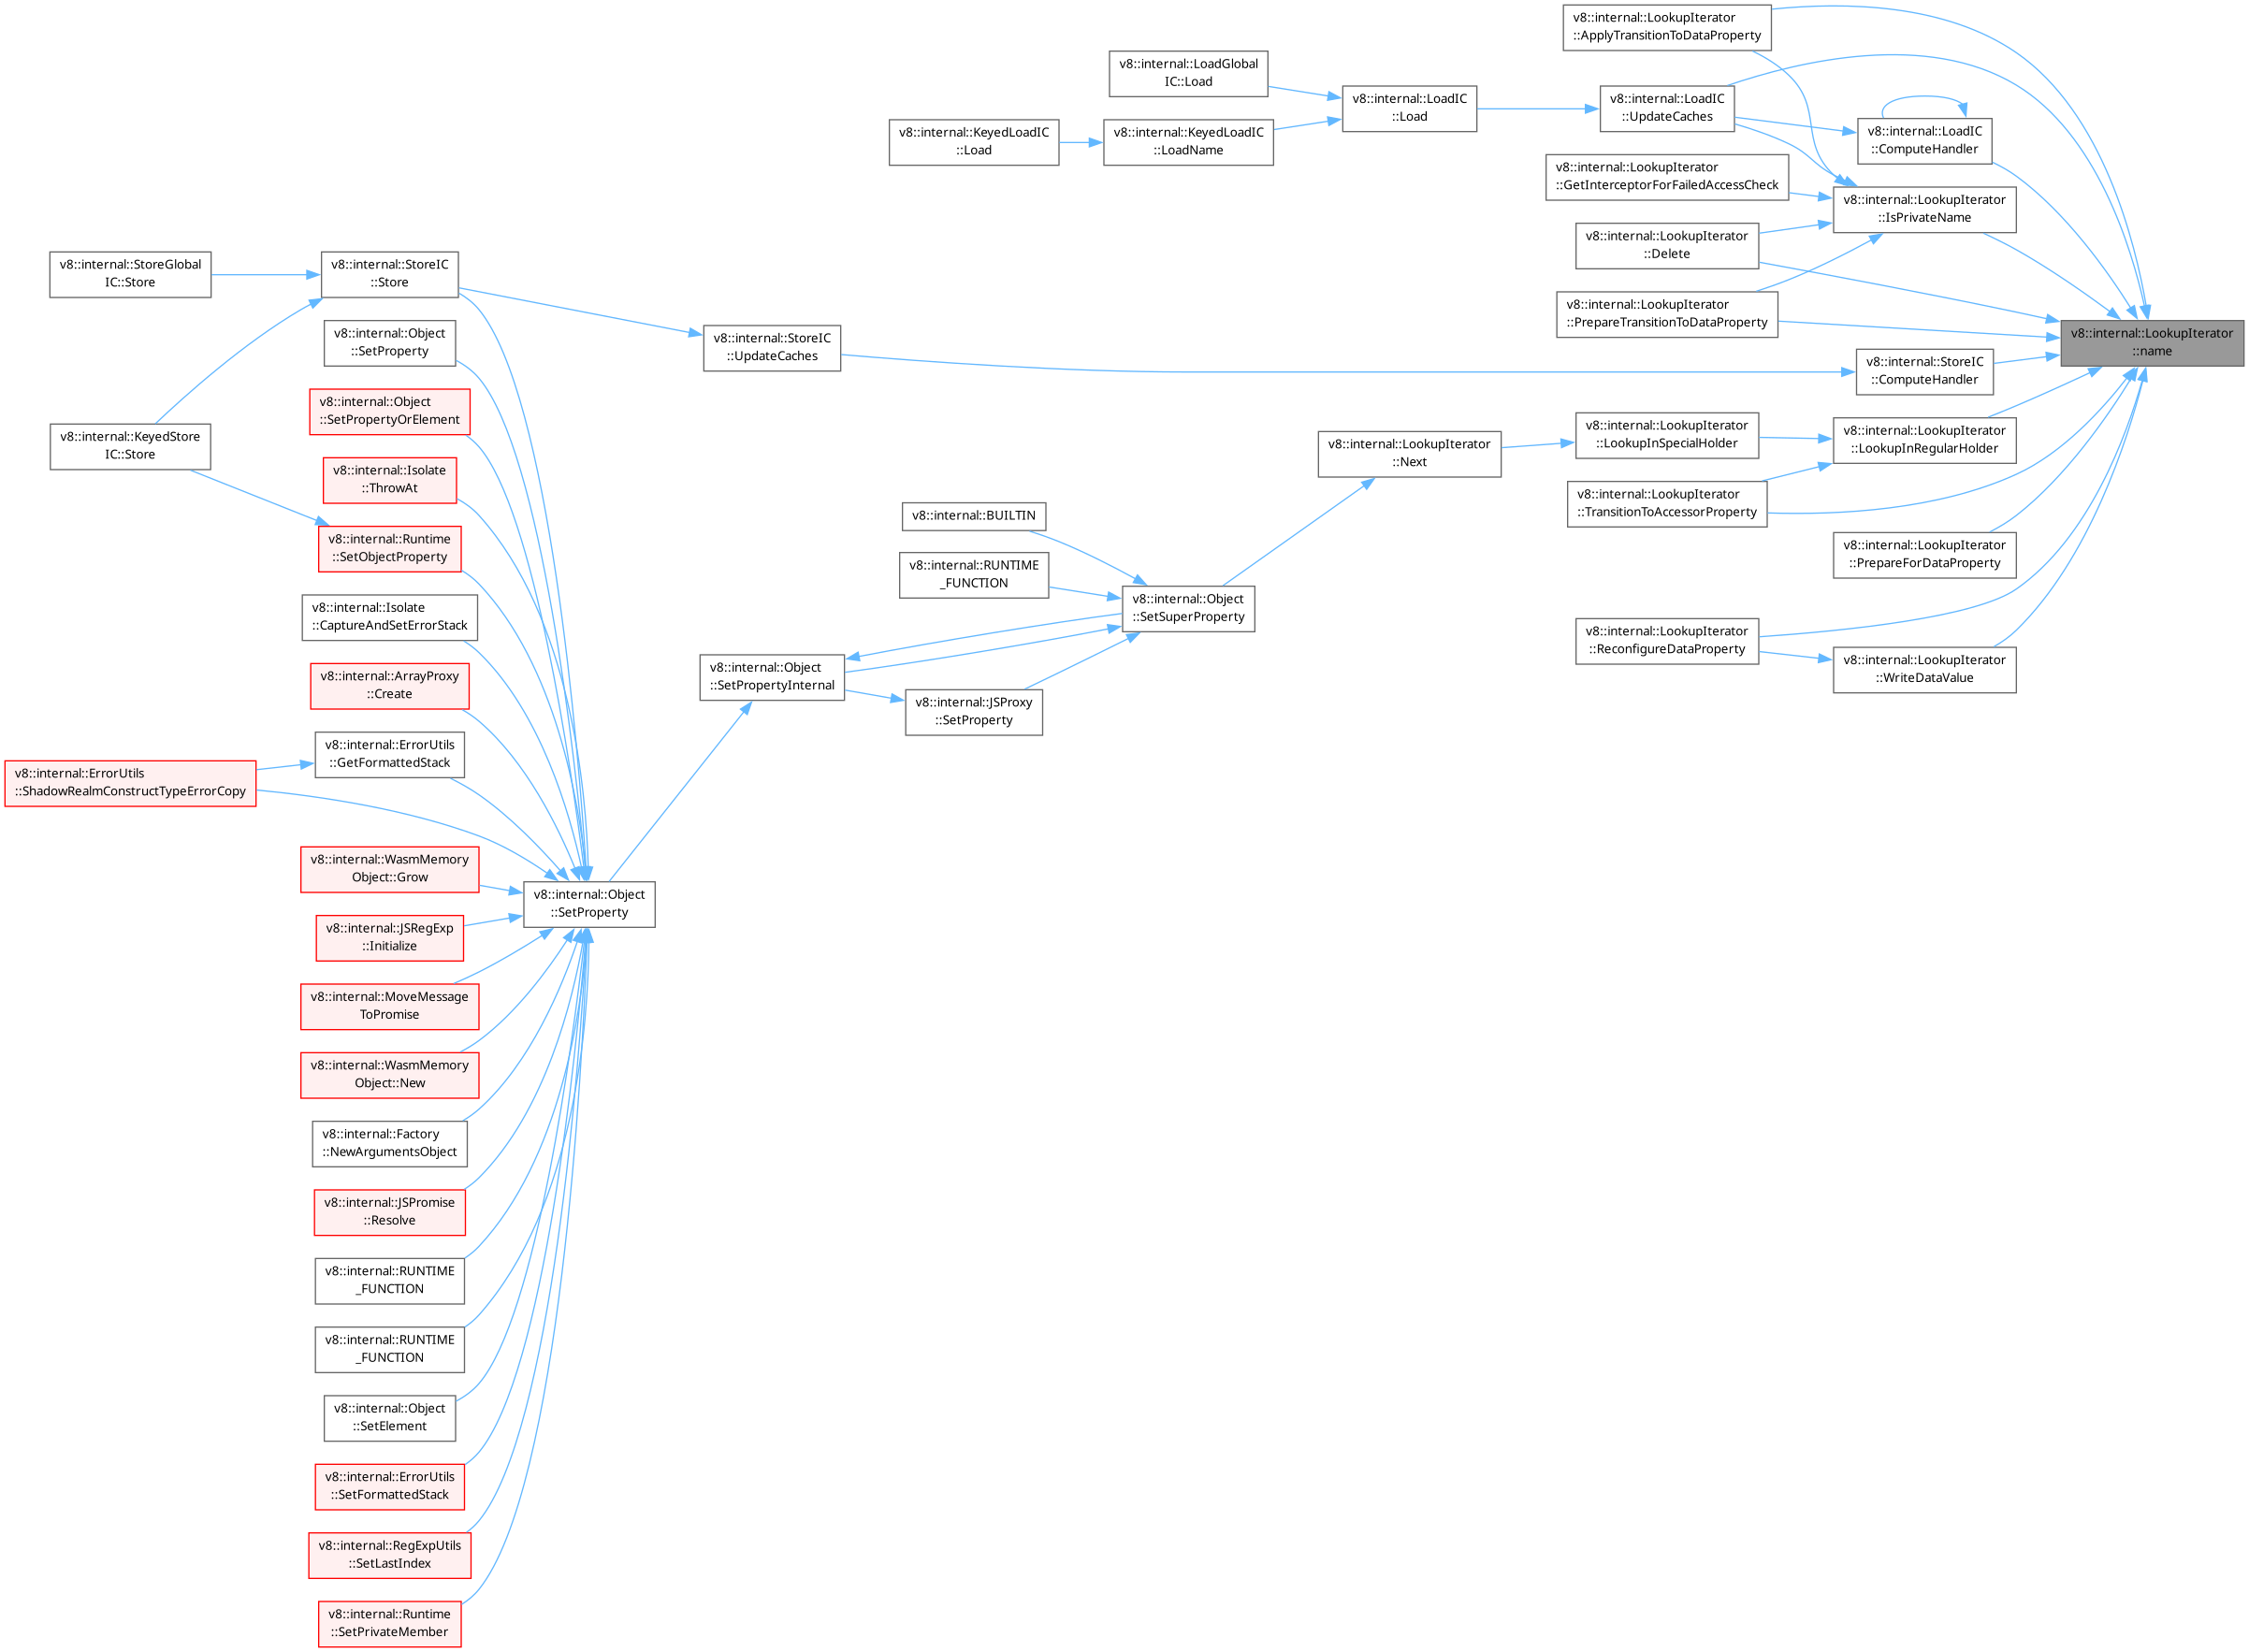 v8::internal::LookupIterator
::ApplyTransitionToDataProperty
v8::internal::LoadGlobal
IC::Load
v8::internal::LoadIC
::Load
v8::internal::LoadIC
::UpdateCaches
v8::internal::KeyedLoadIC
::Load
v8::internal::KeyedLoadIC
::LoadName
v8::internal::LoadIC
::ComputeHandler
v8::internal::LookupIterator
::GetInterceptorForFailedAccessCheck
v8::internal::LookupIterator
::IsPrivateName
v8::internal::LookupIterator
::Delete
v8::internal::StoreGlobal
IC::Store
v8::internal::StoreIC
::Store
v8::internal::LookupIterator
::PrepareTransitionToDataProperty
v8::internal::LookupIterator
::name
v8::internal::Object
::SetProperty
v8::internal::StoreIC
::UpdateCaches
v8::internal::StoreIC
::ComputeHandler
v8::internal::Object
::SetPropertyOrElement
v8::internal::KeyedStore
IC::Store
v8::internal::LookupIterator
::Next
v8::internal::LookupIterator
::LookupInSpecialHolder
v8::internal::LookupIterator
::LookupInRegularHolder
v8::internal::Isolate
::ThrowAt
v8::internal::LookupIterator
::TransitionToAccessorProperty
v8::internal::BUILTIN
v8::internal::Runtime
::SetObjectProperty
v8::internal::RUNTIME
_FUNCTION
v8::internal::LookupIterator
::PrepareForDataProperty
v8::internal::Isolate
::CaptureAndSetErrorStack
v8::internal::Object
::SetSuperProperty
v8::internal::LookupIterator
::ReconfigureDataProperty
v8::internal::LookupIterator
::WriteDataValue
v8::internal::ArrayProxy
::Create
v8::internal::Object
::SetPropertyInternal
v8::internal::JSProxy
::SetProperty
v8::internal::ErrorUtils
::GetFormattedStack
v8::internal::ErrorUtils
::ShadowRealmConstructTypeErrorCopy
v8::internal::WasmMemory
Object::Grow
v8::internal::Object
::SetProperty
v8::internal::JSRegExp
::Initialize
v8::internal::MoveMessage
ToPromise
v8::internal::WasmMemory
Object::New
v8::internal::Factory
::NewArgumentsObject
v8::internal::JSPromise
::Resolve
v8::internal::RUNTIME
_FUNCTION
v8::internal::RUNTIME
_FUNCTION
v8::internal::Object
::SetElement
v8::internal::ErrorUtils
::SetFormattedStack
v8::internal::RegExpUtils
::SetLastIndex
v8::internal::Runtime
::SetPrivateMember